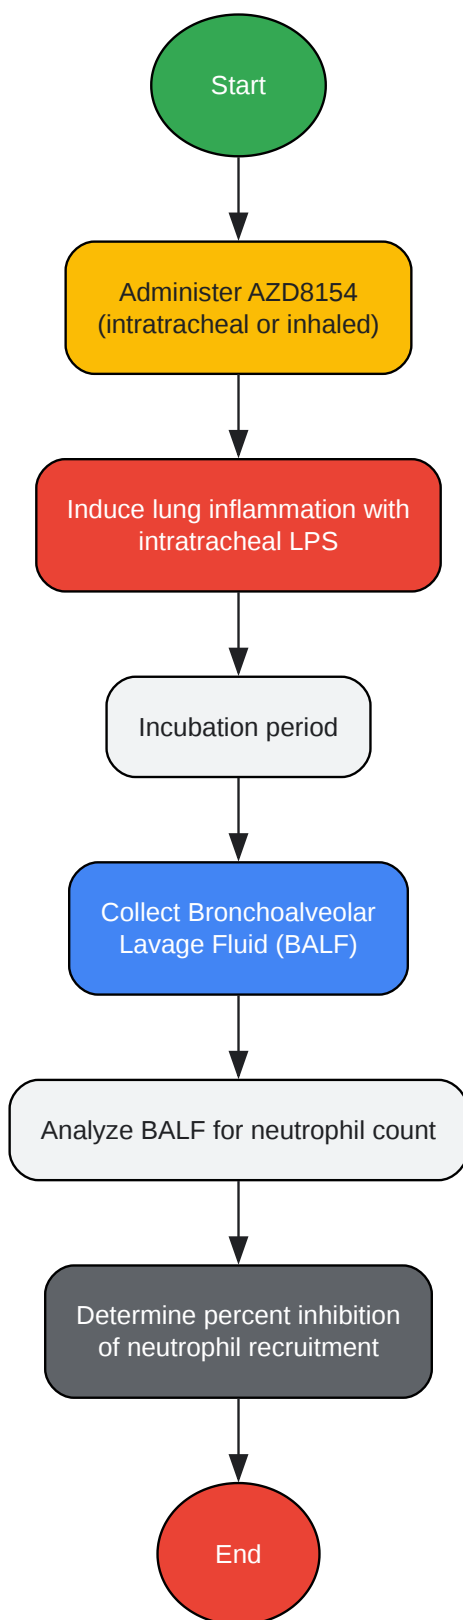 Start
Administer AZD8154
(intratracheal or inhaled)
Induce lung inflammation with
intratracheal LPS
Incubation period
Collect Bronchoalveolar
Lavage Fluid (BALF)
Analyze BALF for neutrophil count
Determine percent inhibition
of neutrophil recruitment
End